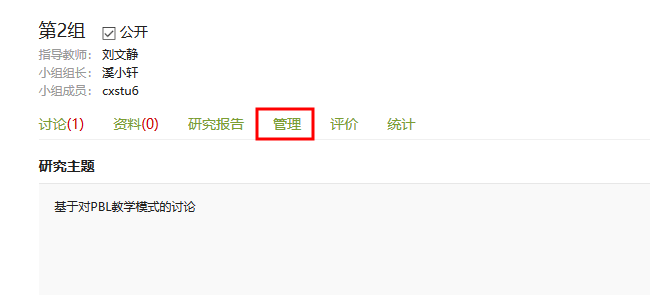 第2组 公开
指导教师： 刘文静
小组组长： 溪小轩
小组成员： cxstu6
讨论(1) 资料(0) 研究报告 管理 评价 统计
研究主题
基于对PBL教学模式的讨论